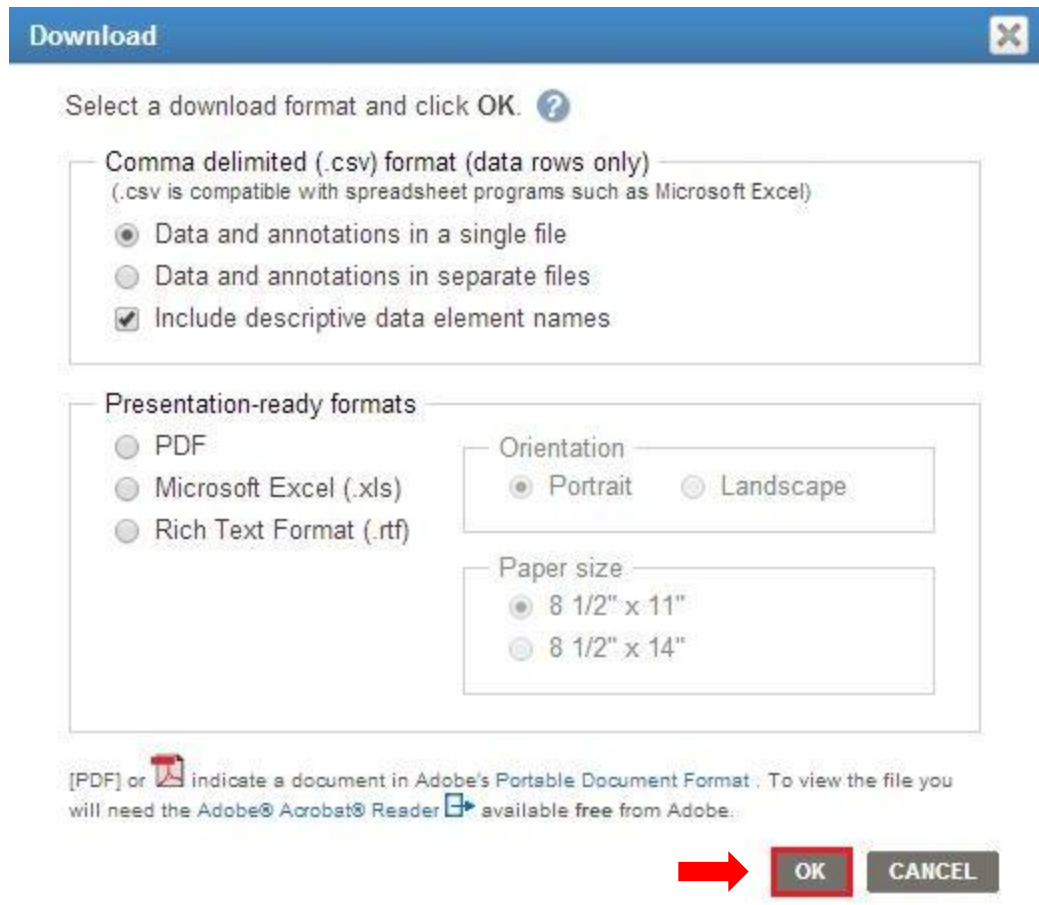 Download
Select a download format and click OK. ?
Comma delimited (.csv) format (data rows only)
(.csv is compatible with spreadsheet programs such as Microsoft Excel)
Data and annotations in a single file
Data and annotations in separate files
Include descriptive data element names
Presentation-ready formats
PDF
Microsoft Excel (.xls)
Rich Text Format (.rtf)
Orientation
Portrait Landscape
Paper size
8 1/2" x 11"
8 1/2" x 14"
[PDF] or indicate a document in Adobe's Portable Document Format . To view the file you
will need the Adobe® Acrobat® Reader available free from Adobe.
OK CANCEL